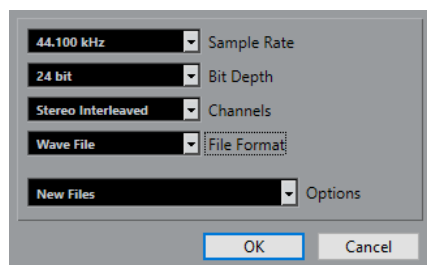 44.100 kHz Sample Rate
24 bit Bit Depth
Stereo Interleaved Channels
Wave File File Format
New Files Options
OK Cancel